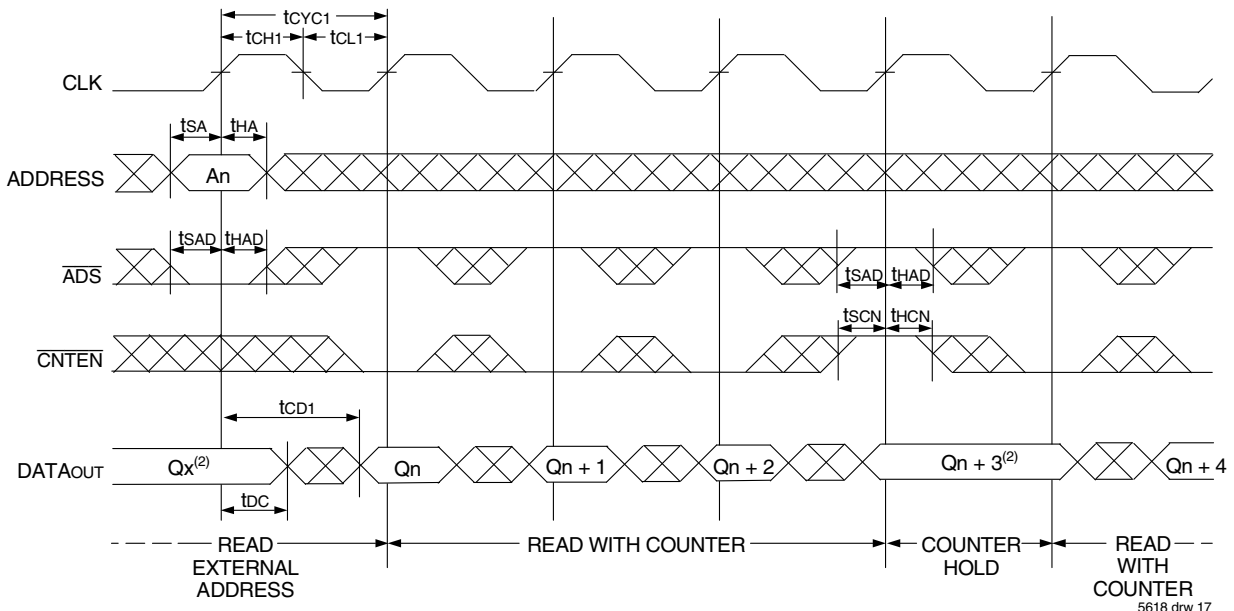 tCYC1
tCH1 tCL1
CLK
tSA tHA
ADDRESS An
tSAD tHAD
ADS
tSAD tHAD
tSCN tHCN
CNTEN
tCD1
DATAOUT Qx(2) Qn Qn + 1 Qn + 2 Qn + 3(2) Qn + 4
tDC
READ EXTERNAL ADDRESS
READ WITH COUNTER
COUNTER HOLD
READ WITH COUNTER
5618 drw 17